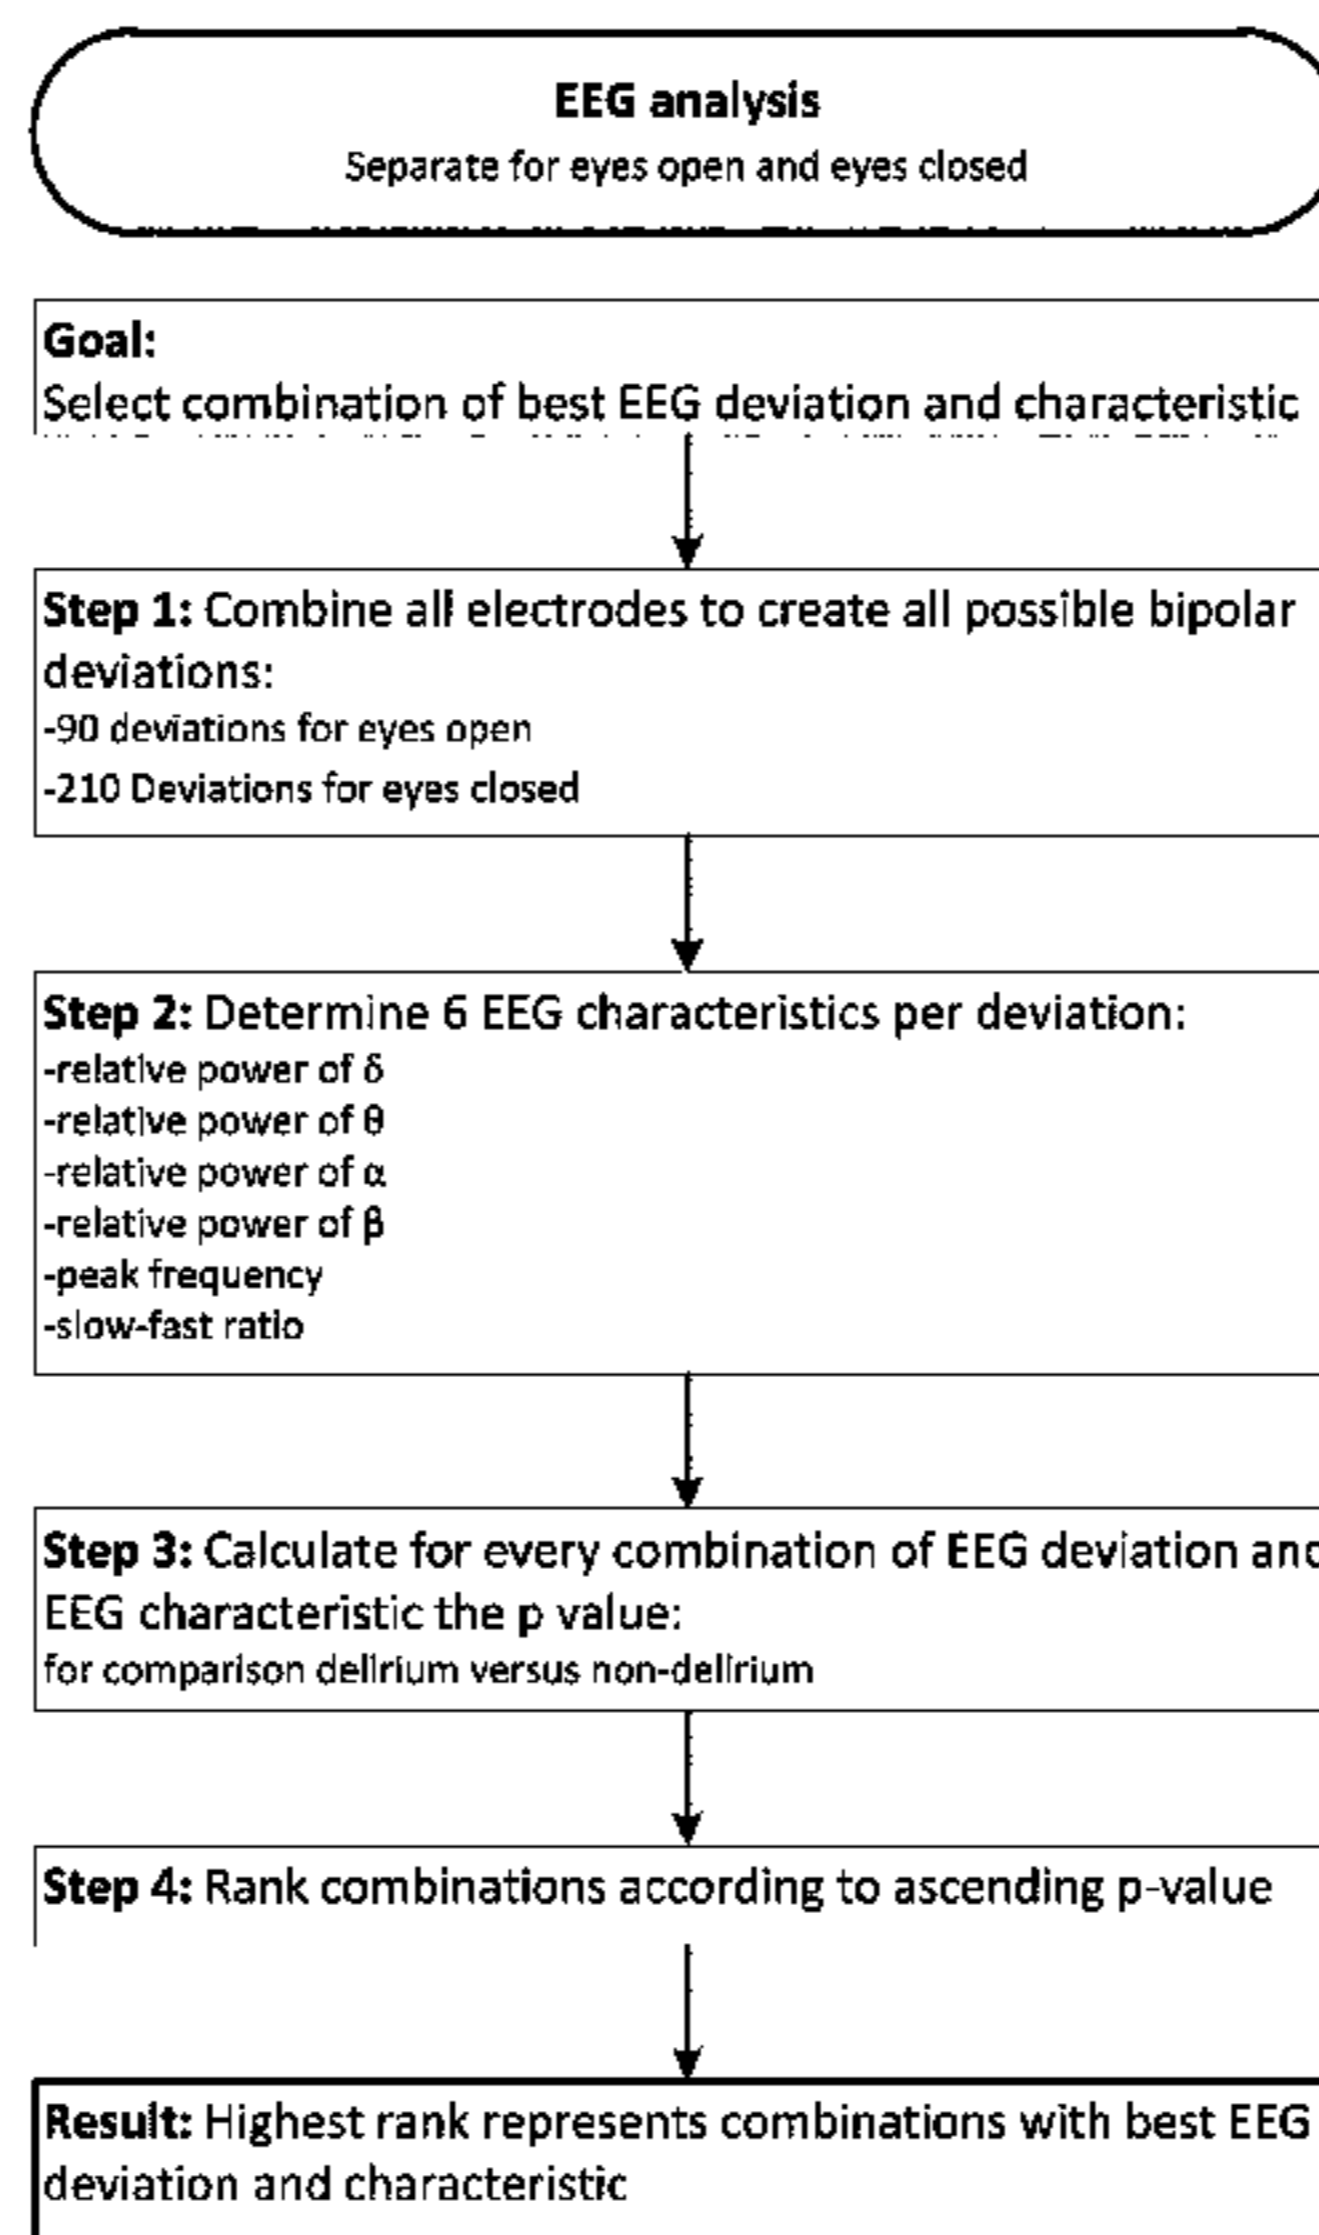 EEG analysis
Separate for eyes open and eyes closed
Goal:
Select combination of best EEG deviation and characteristic
Step 1: Combine all electrodes to create all possible bipolar
deviations:
-90 deviations for eyes open
-210 Deviations for eyes closed
Step 2: Determine 6 EEG characteristics per deviation:
-relative power of δ
-relative power of θ
-relative power of α
-relative power of β
-peak frequency
-slow-fast ratio
Step 3: Calculate for every combination of EEG deviation and
EEG characteristic the p value:
for comparison delirium versus non-delirium
Step 4: Rank combinations according to ascending p-value
Result: Highest rank represents combinations with best EEG
deviation and characteristic